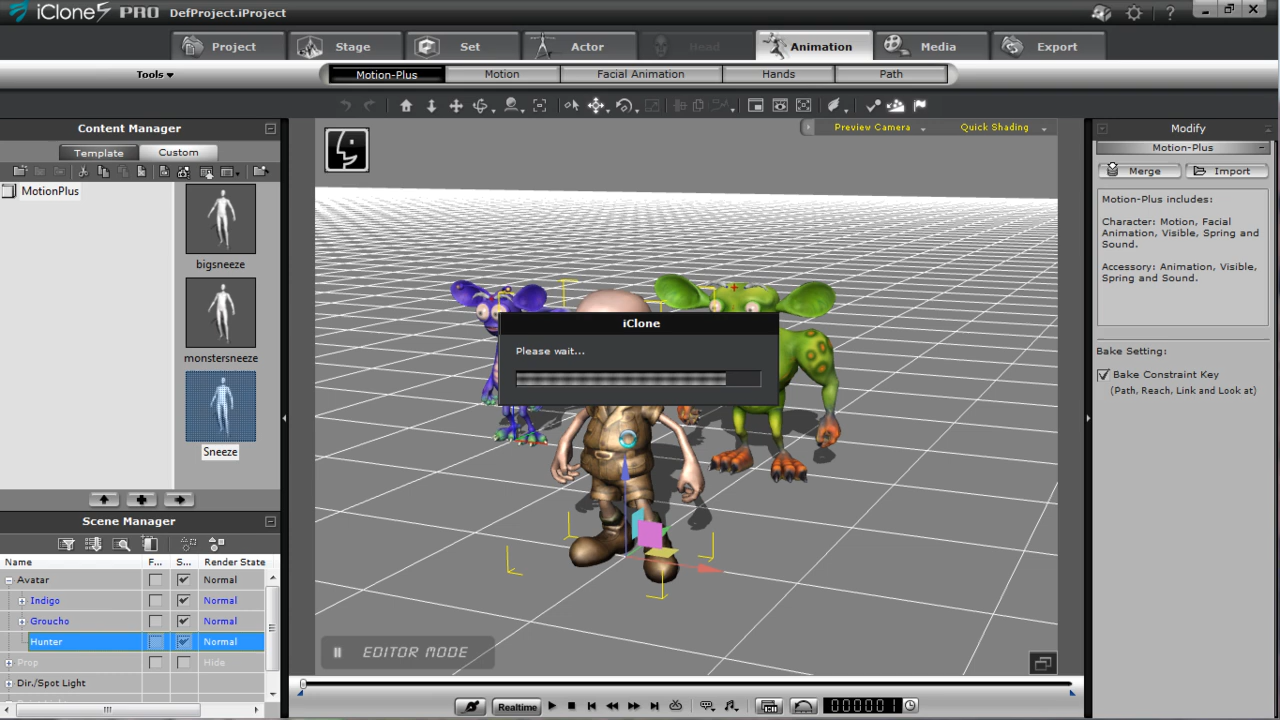 iClone5 PRO DefProject.iProject
Project Stage Set Actor Head Animation Media Export
Tools Motion-Plus Motion Facial Animation Hands Path
Content Manager
Template Custom
MotionPlus
bigsneeze
monstersneeze
Sneeze
Scene Manager
Name F... S... Render State
Avatar Normal
Indigo Normal
Groucho Normal
Hunter Normal
Prop Hide
Dir./Spot Light
Preview Camera Quick Shading
iClone
Please wait...
EDITOR MODE
Realtime 000001
Modify
Motion-Plus
Merge Import
Motion-Plus includes:
Character: Motion, Facial
Animation, Visible, Spring and
Sound.
Accessory: Animation, Visible,
Spring and Sound.
Bake Setting:
Bake Constraint Key
(Path, Reach, Link and Look at)